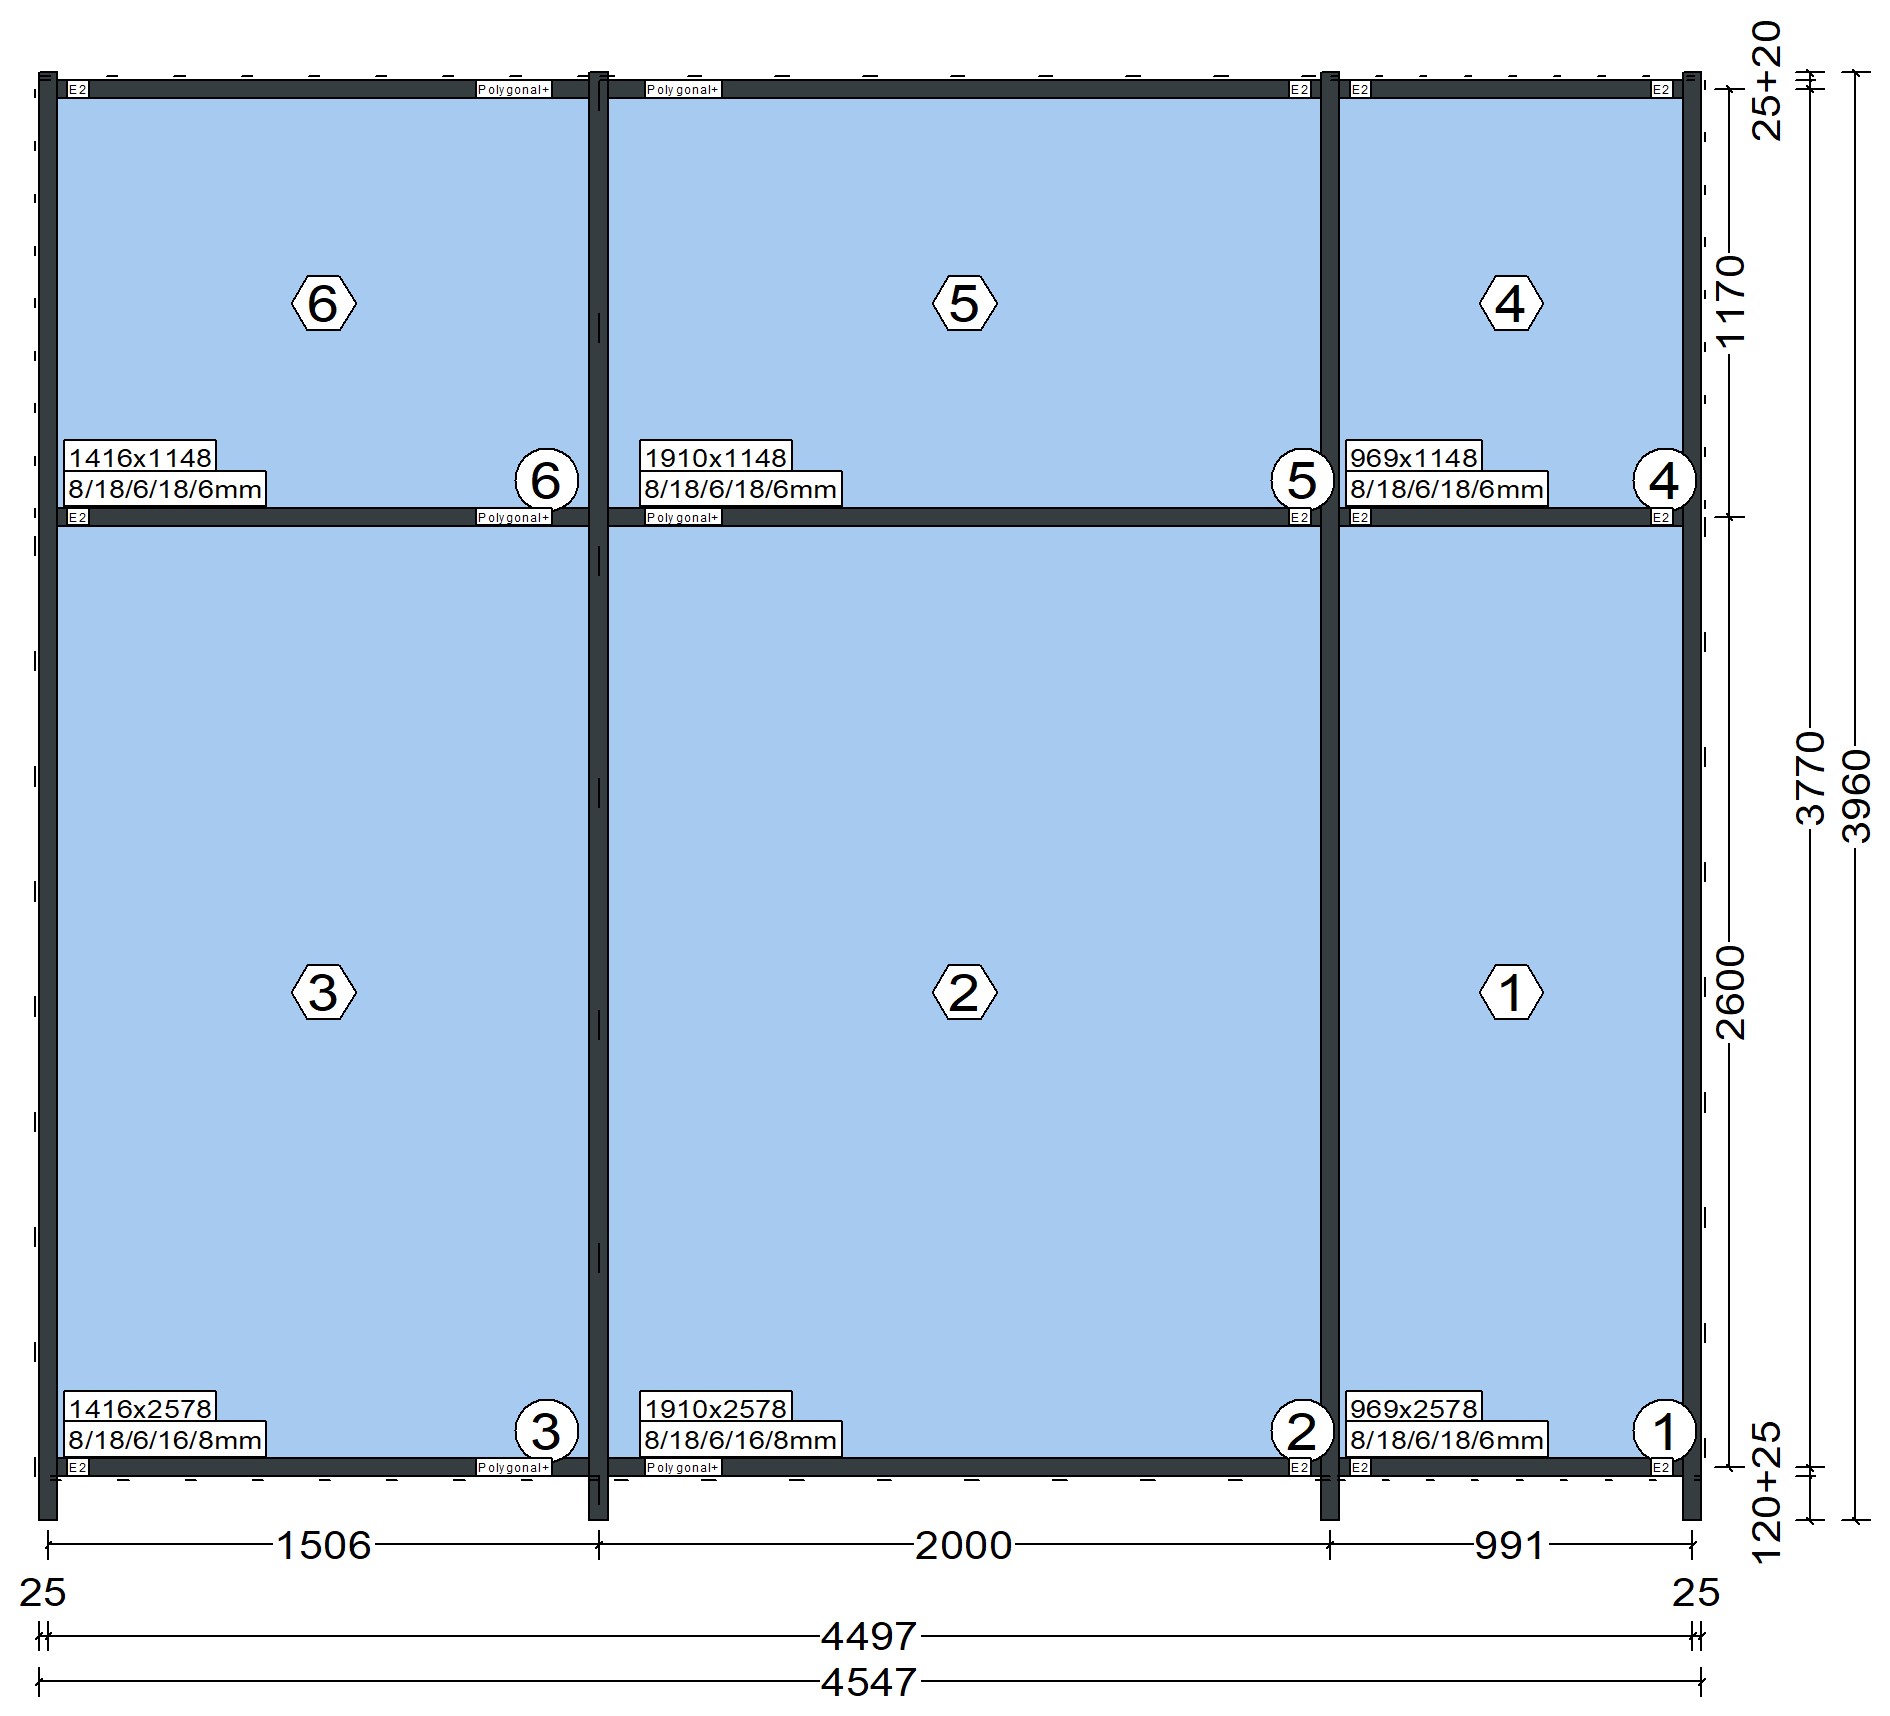 25+20
E2 Polygonal+ Polygonal+ E2 E2 E2
6 5 4
1170
1416x1148 1910x1148 969x1148
8/18/6/18/6mm 6 8/18/6/18/6mm 5 8/18/6/18/6mm 4
E2 Polygonal+ Polygonal+ E2 E2 E2
3770
3960
3 2 1
2600
1416x2578 1910x2578 969x2578
8/18/6/16/8mm 3 8/18/6/16/8mm 2 8/18/6/18/6mm 1
E2 Polygonal+ Polygonal+ E2 E2 E2
120+25
1506 2000 991
25 25
4497
4547